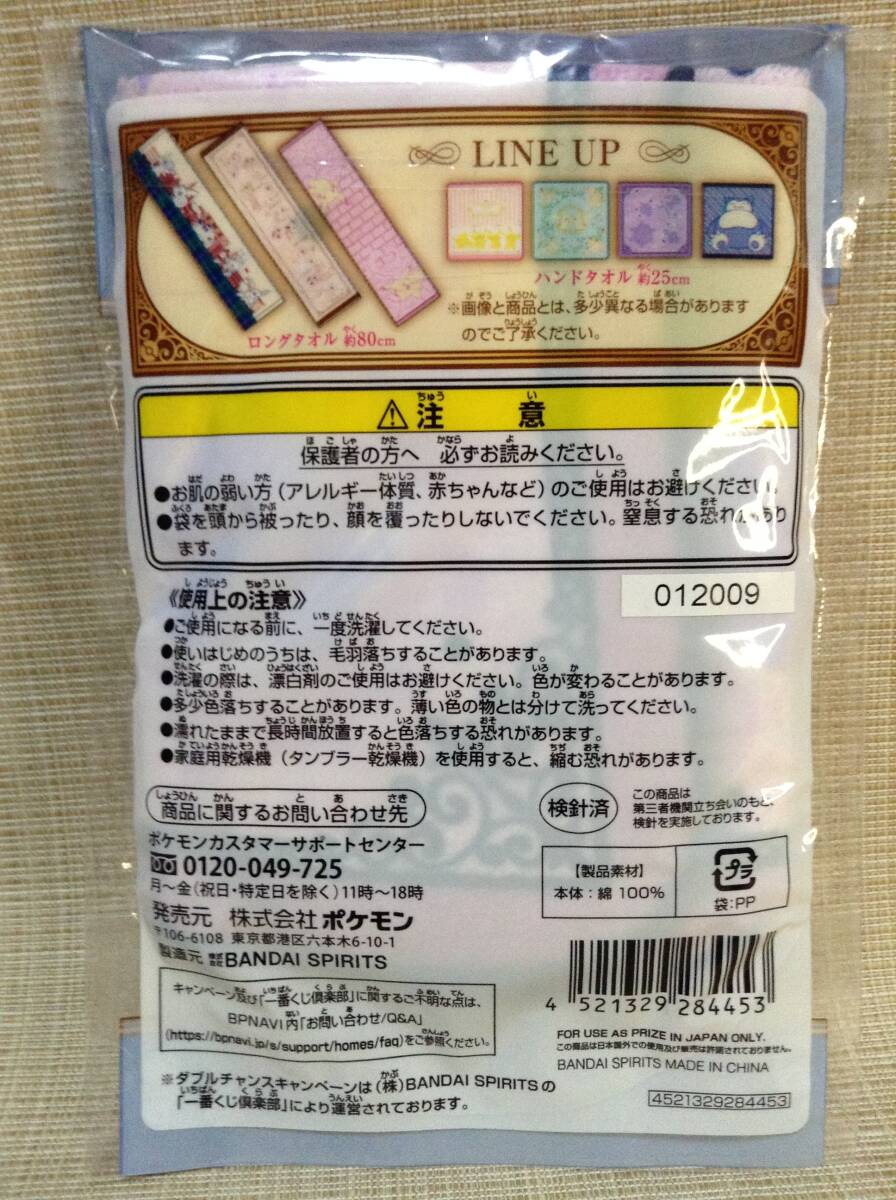 LINE UP
ハンドタオル 約25cm
ロングタオル 約80cm
※画像と商品とは、多少異なる場合があります
のでご了承ください。
⚠注 意
保護者の方へ 必ずお読みください。
●お肌の弱い方(アレルギー体質、赤ちゃんなど)のご使用はお避けください。
●袋を頭から被ったり、顔を覆ったりしないでください。窒息する恐れがあり
ます。
《使用上の注意》
012009
●ご使用になる前に、一度洗濯してください。
●使いはじめのうちは、毛羽落ちすることがあります。
●洗濯の際は、漂白剤のご使用はお避けください。色が変わることがあります。
●多少色落ちすることがあります。薄い色の物とは分けて洗ってください。
●濡れたままで長時間放置すると色落ちする恐れがあります。
●家庭用乾燥機(タンブラー乾燥機)を使用すると、縮む恐れがあります。
商品に関するお問い合わせ先
ポケモンカスタマーサポートセンター
0120-049-725
月〜金(祝日・特定日を除く)11時〜18時
発売元 株式会社ポケモン
〒106-6108 東京都港区六本木6-10-1
製造元 株式会社BANDAI SPIRITS
検針済
この商品は
第三者機関立ち会いのもと、
検針を実施しております。
【製品素材】
本体:綿 100%
プラ
袋:PP
キャンペーン及び「一番くじ倶楽部」に関するご不明な点は、
BPNAVI内「お問い合わせ/Q&A」
(https://bpnavi.jp/s/support/homes/faq)をご参照ください。
※ダブルチャンスキャンペーンは(株)BANDAI SPIRITSの
「一番くじ倶楽部」により運営されております。
4 521329 284453
FOR USE AS PRIZE IN JAPAN ONLY.
この商品は日本国外での使用及び販売は許諾されておりません。
BANDAI SPIRITS MADE IN CHINA
4521329284453